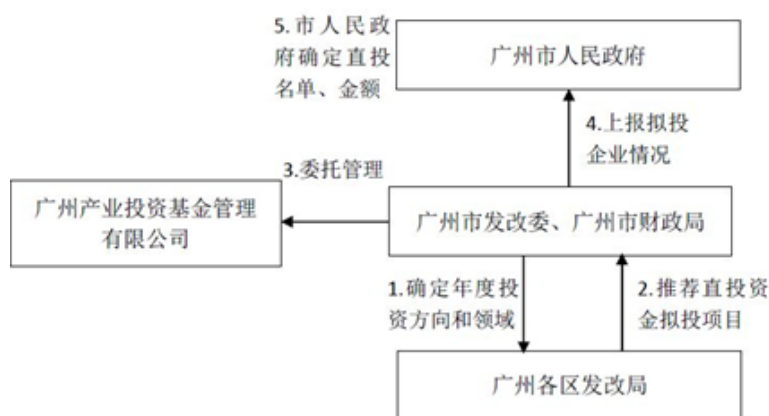 5.市人民政
府确定直投
名单、金额
广州市人民政府
4.上报拟投
企业情况
3.委托管理
广州产业投资基金管理
有限公司
广州市发改委、广州市财政局
1.确定年度投
资方向和领域
2.推荐直投资
金拟投项目
广州各区发改局